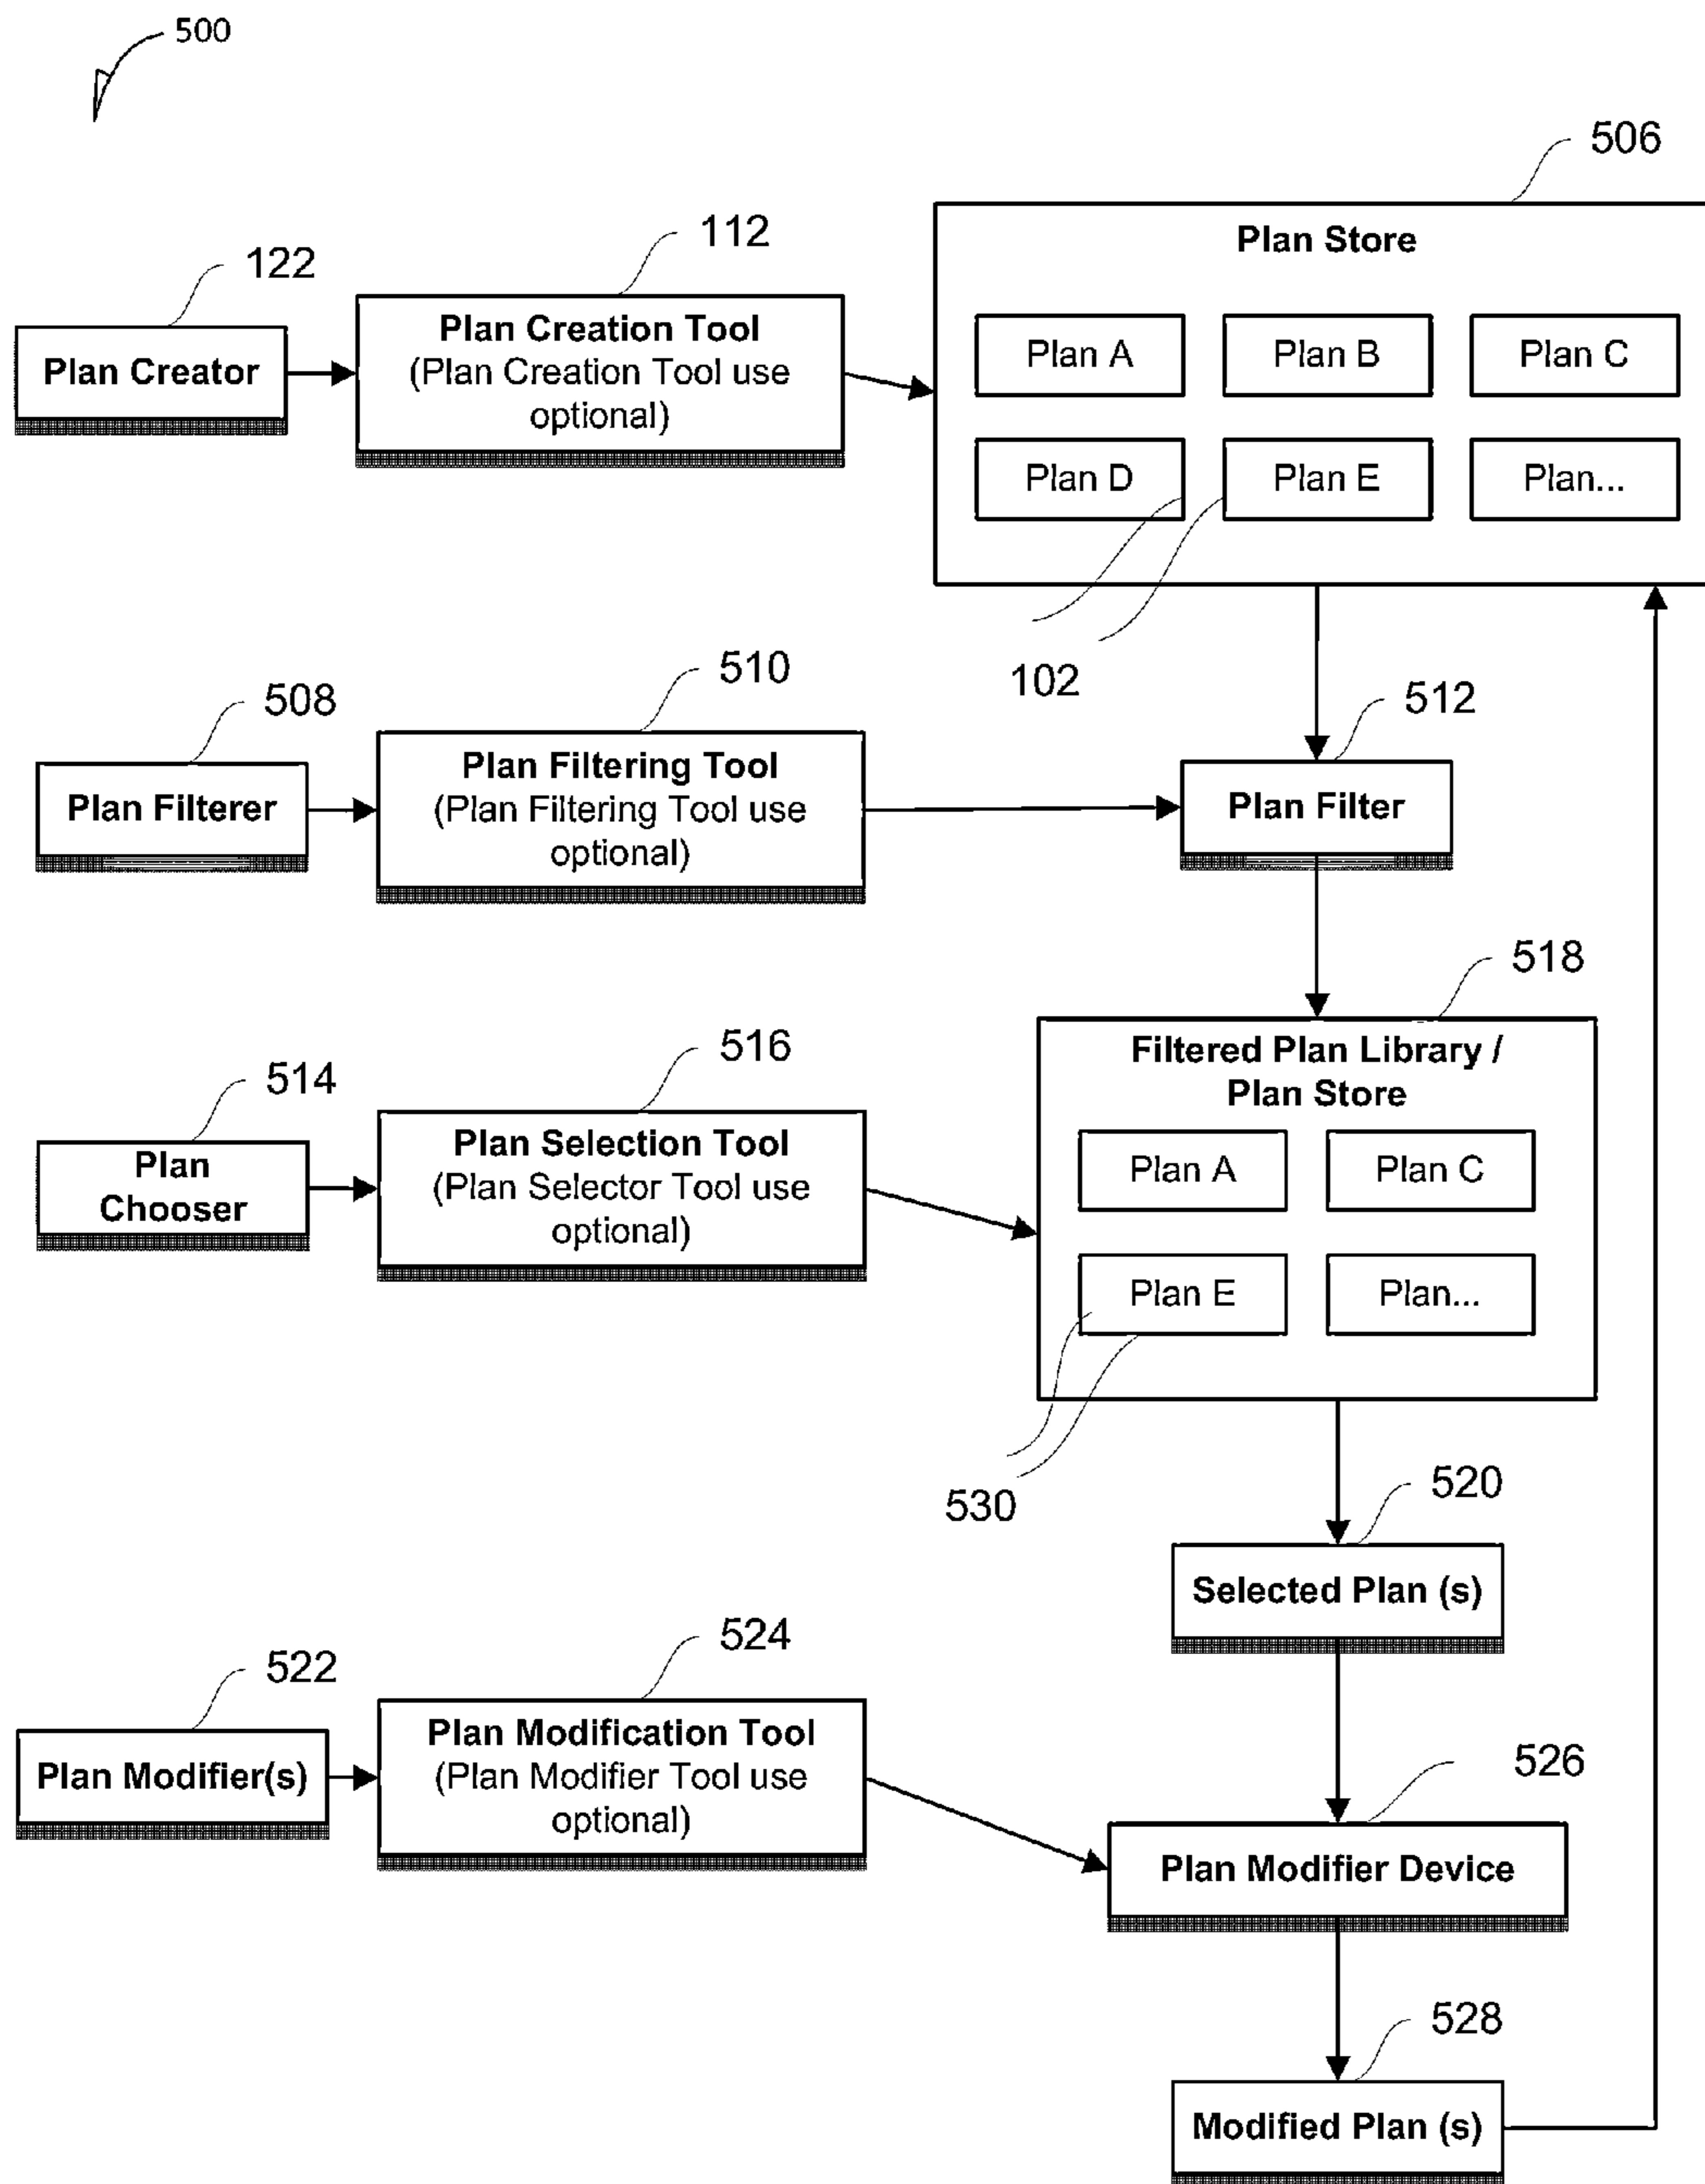 500
506
Plan Store
112
122
Plan Creation Tool
(Plan Creation Tool use
optional)
Plan Creator
Plan A
Plan B
Plan C
Plan D
Plan E
Plan...
102
510
508
512
Plan Filtering Tool
(Plan Filtering Tool use
optional)
Plan Filterer
Plan Filter
518
516
514
Filtered Plan Library /
Plan Store
Plan Selection Tool
(Plan Selector Tool use
optional)
Plan
Chooser
Plan A
Plan C
Plan E
Plan...
530
520
Selected Plan (s)
524
522
Plan Modification Tool
(Plan Modifier Tool use
optional)
Plan Modifier(s)
526
Plan Modifier Device
528
Modified Plan (s)